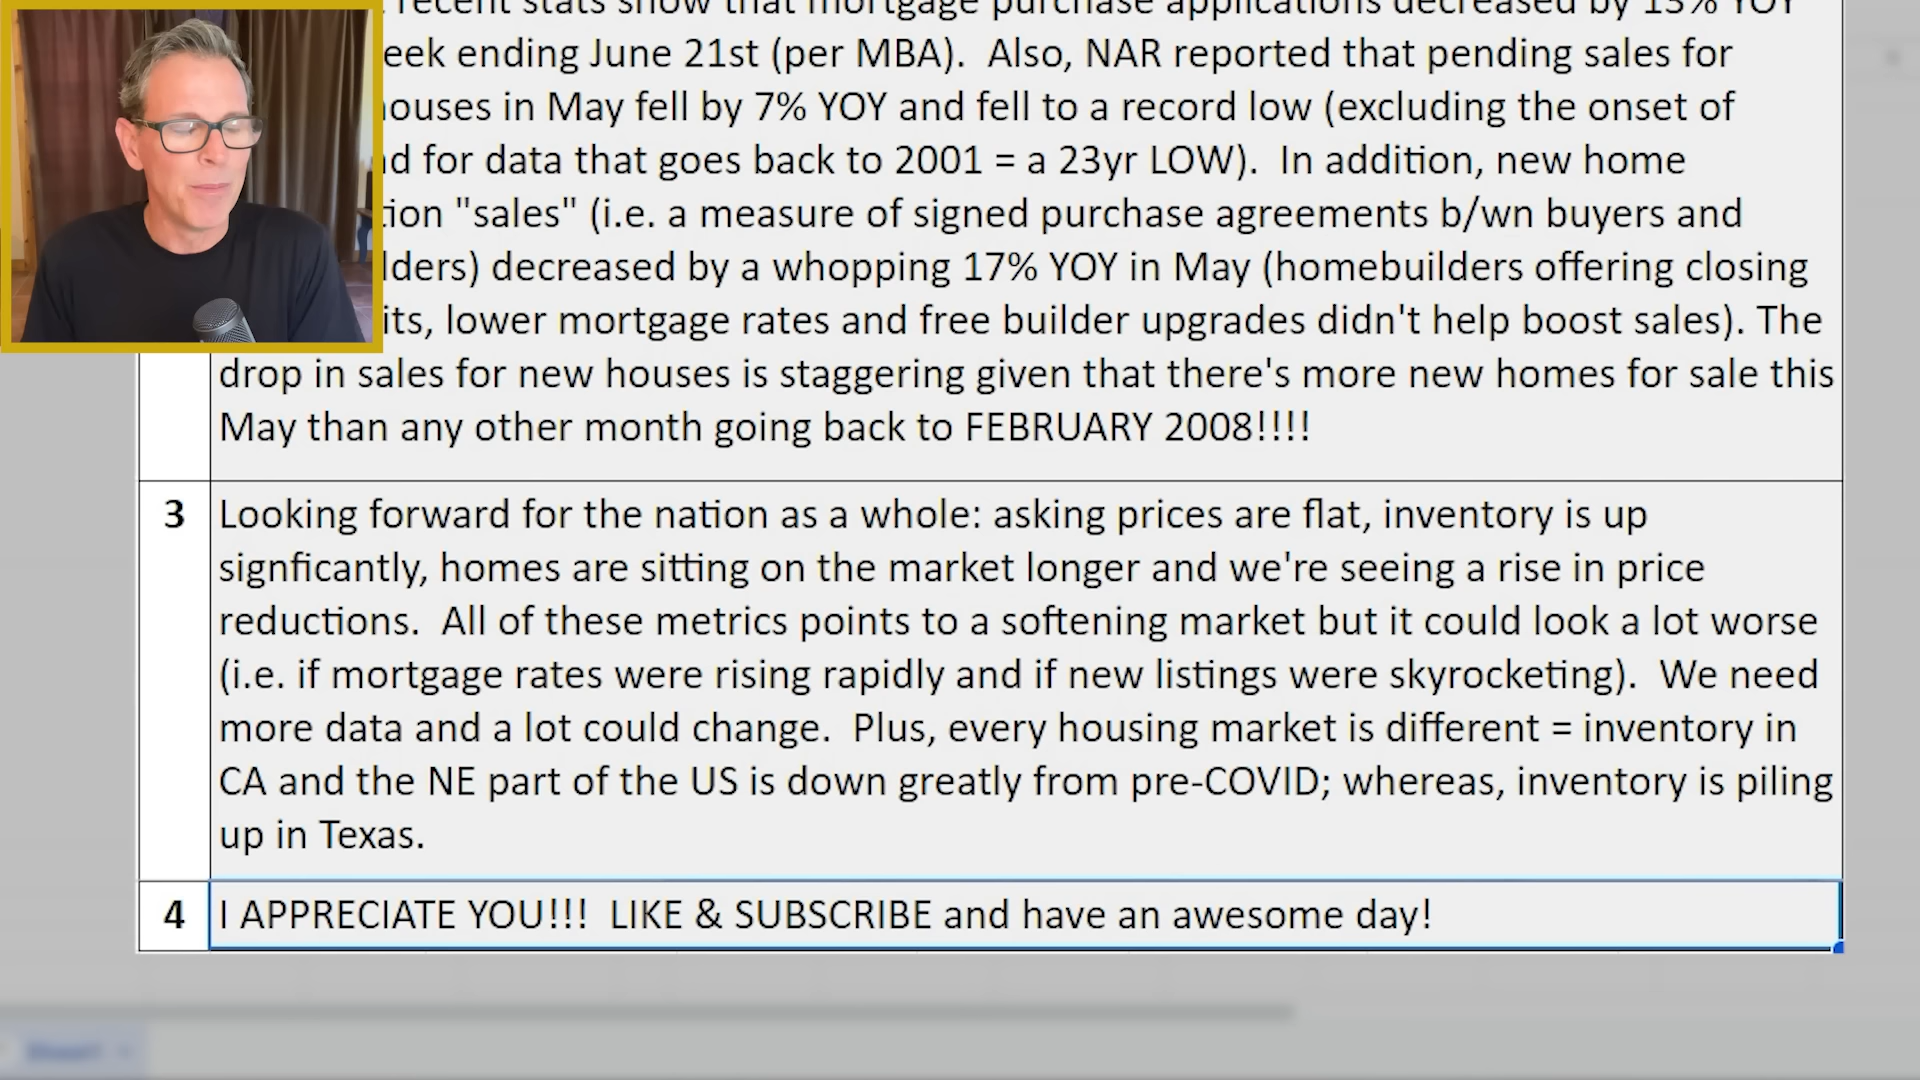 recent stats show that mortgage purchase applications decreased by 13% YOY
eek ending June 21st (per MBA).  Also, NAR reported that pending sales for
ouses in May fell by 7% YOY and fell to a record low (excluding the onset of
d for data that goes back to 2001 = a 23yr LOW).  In addition, new home
tion "sales" (i.e. a measure of signed purchase agreements b/wn buyers and
lders) decreased by a whopping 17% YOY in May (homebuilders offering closing
its, lower mortgage rates and free builder upgrades didn't help boost sales). The
drop in sales for new houses is staggering given that there's more new homes for sale this
May than any other month going back to FEBRUARY 2008!!!!
3 Looking forward for the nation as a whole: asking prices are flat, inventory is up
signficantly, homes are sitting on the market longer and we're seeing a rise in price
reductions.  All of these metrics points to a softening market but it could look a lot worse
(i.e. if mortgage rates were rising rapidly and if new listings were skyrocketing).  We need
more data and a lot could change.  Plus, every housing market is different = inventory in
CA and the NE part of the US is down greatly from pre-COVID; whereas, inventory is piling
up in Texas.
4 I APPRECIATE YOU!!!  LIKE & SUBSCRIBE and have an awesome day!